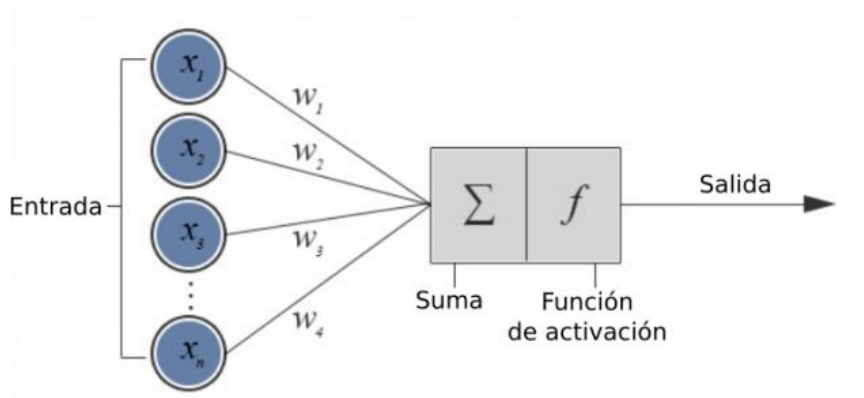 x₁
w₁
x₂
w₂
Entrada
x₃
w₃
xₙ
w₄
∑
f
Salida
Suma
Función
de activación